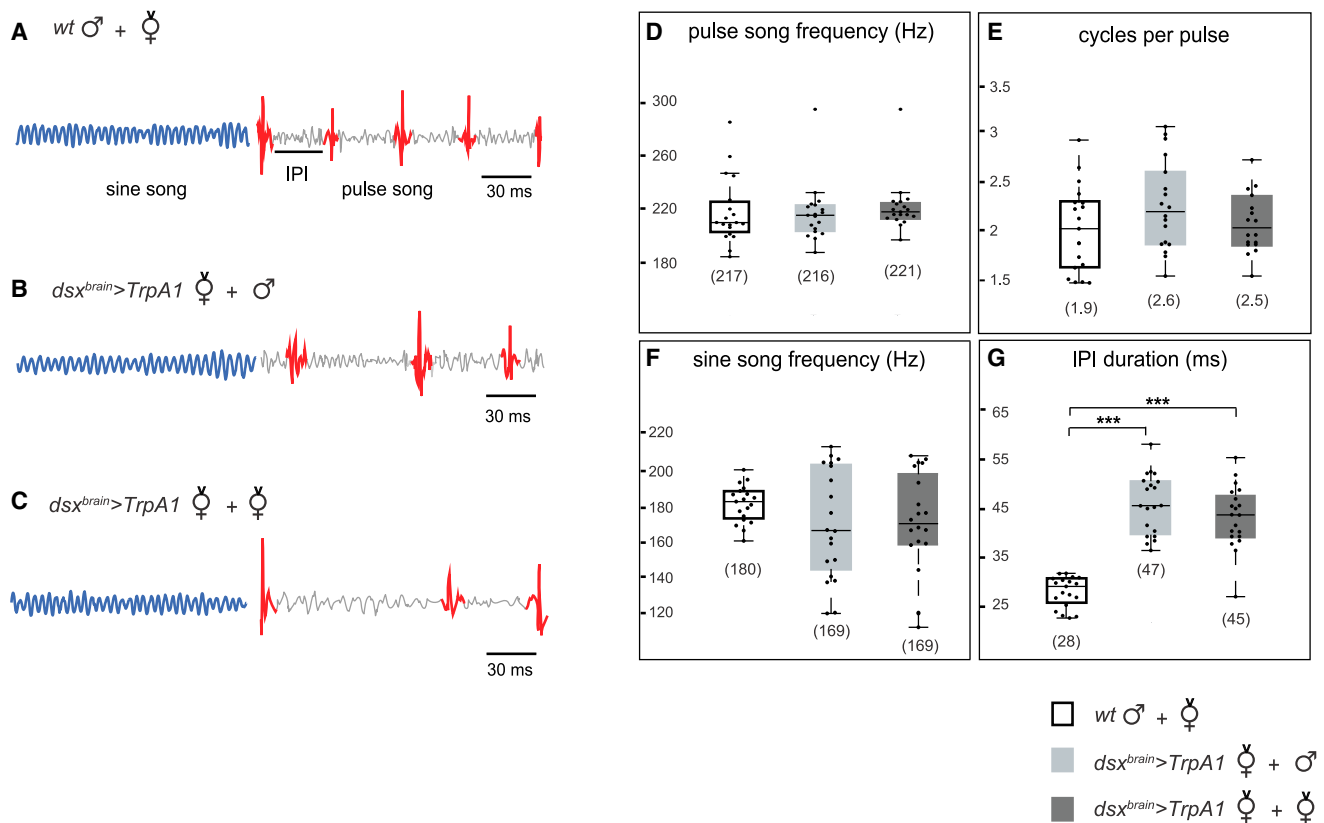 A wt ♂ + ⚥
sine song
IPI
pulse song
30 ms
B dsxbrain>TrpA1 ⚥ + ♂
30 ms
C dsxbrain>TrpA1 ⚥ + ⚥
30 ms
D pulse song frequency (Hz)
300
260
220
180
(217) (216) (221)
E cycles per pulse
3.5
3
2.5
2
1.5
(1.9) (2.6) (2.5)
F sine song frequency (Hz)
220
200
180
160
140
120
(180) (169) (169)
G IPI duration (ms)
65
55
45
35
25
***
***
(28) (47) (45)
wt ♂ + ⚥
dsxbrain>TrpA1 ⚥ + ♂
dsxbrain>TrpA1 ⚥ + ⚥